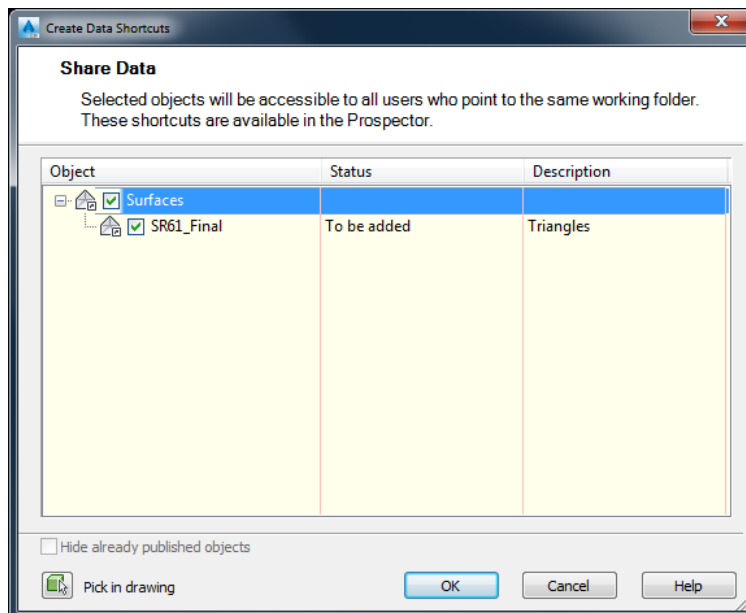 Create Data Shortcuts
Share Data
Selected objects will be accessible to all users who point to the same working folder.
These shortcuts are available in the Prospector.
Object Status Description
Surfaces
SR61_Final To be added Triangles
Hide already published objects
Pick in drawing OK Cancel Help